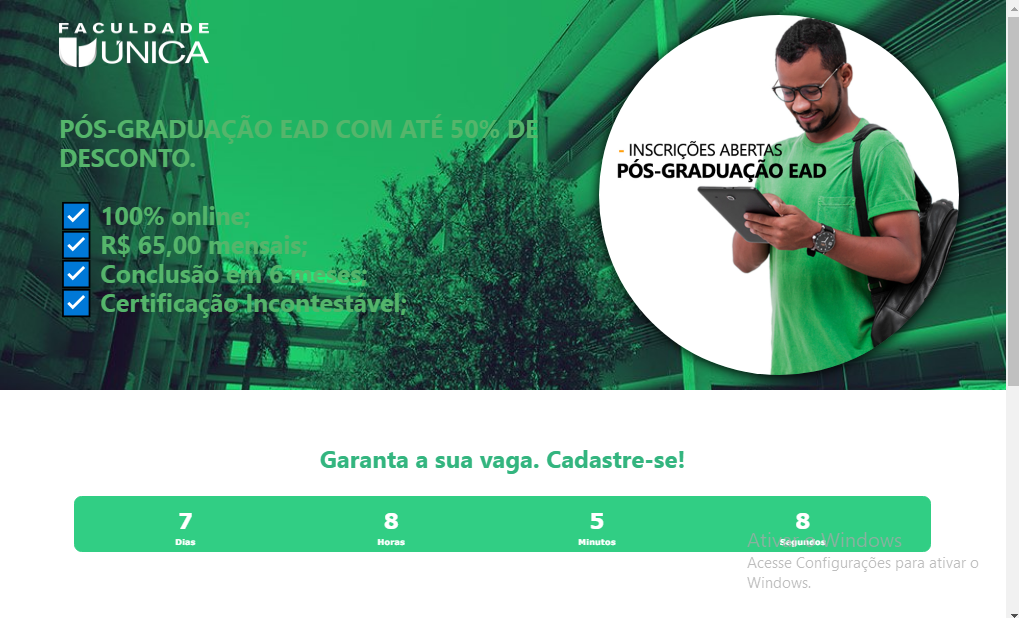 FACULDADE
ÚNICA
PÓS-GRADUAÇÃO EAD COM ATÉ 50% DE
DESCONTO.
100% online;
R$ 65,00 mensais;
Conclusão em 6 meses;
Certificação Incontestável;
- INSCRIÇÕES ABERTAS
PÓS-GRADUAÇÃO EAD
Garanta a sua vaga. Cadastre-se!
7 8 5 8
Dias Horas Minutos Segundos
Ativar o Windows
Acesse Configurações para ativar o
Windows.